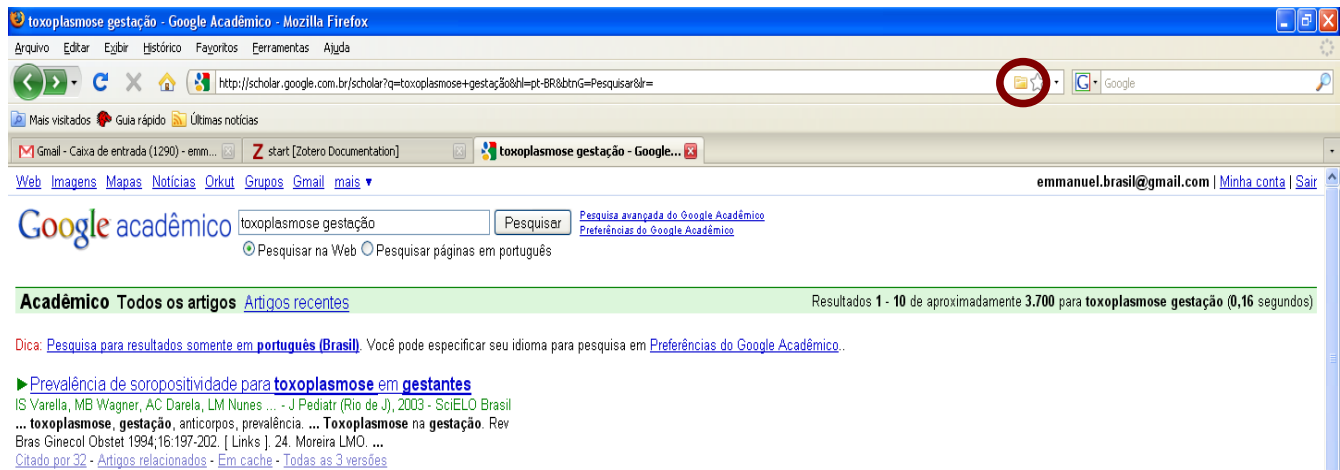 toxoplasmose gestação - Google Acadêmico - Mozilla Firefox
Arquivo Editar Exibir Histórico Favoritos Ferramentas Ajuda
http://scholar.google.com.br/scholar?q=toxoplasmose+gestação&hl=pt-BR&btnG=Pesquisar&lr= G Google
Mais visitados Guia rápido Últimas notícias
Gmail - Caixa de entrada (1290) - emm... Z start [Zotero Documentation] toxoplasmose gestação - Google...
Web Imagens Mapas Notícias Orkut Grupos Gmail mais ▼ emmanuel.brasil@gmail.com | Minha conta | Sair
Google acadêmico toxoplasmose gestação Pesquisar Pesquisa avançada do Google Acadêmico
Preferências do Google Acadêmico
Pesquisar na Web Pesquisar páginas em português
Acadêmico Todos os artigos Artigos recentes Resultados 1 - 10 de aproximadamente 3.700 para toxoplasmose gestação (0,16 segundos)
Dica: Pesquisa para resultados somente em português (Brasil). Você pode especificar seu idioma para pesquisa em Preferências do Google Acadêmico..
►Prevalência de soropositividade para toxoplasmose em gestantes
IS Varella, MB Wagner, AC Darela, LM Nunes ... - J Pediatr (Rio de J), 2003 - SciELO Brasil
... toxoplasmose, gestação, anticorpos, prevalência. ... Toxoplasmose na gestação. Rev
Bras Ginecol Obstet 1994;16:197-202. [ Links ]. 24. Moreira LMO. ...
Citado por 32 - Artigos relacionados - Em cache - Todas as 3 versões